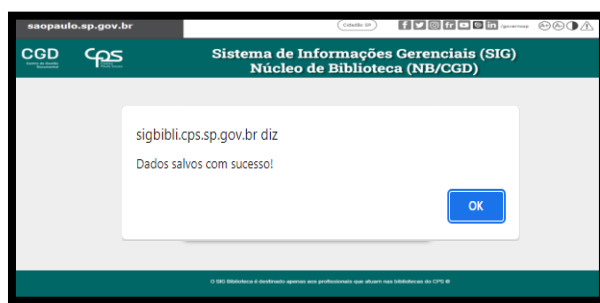 saopaulo.sp.gov.br
Cidadão SP
/governosp
CGD
Cps
Sistema de Informações Gerenciais (SIG)
Núcleo de Biblioteca (NB/CGD)
sigbibli.cps.sp.gov.br diz
Dados salvos com sucesso!
OK
O SIG Biblioteca é destinado apenas aos profissionais que atuam nas bibliotecas do CPS ©